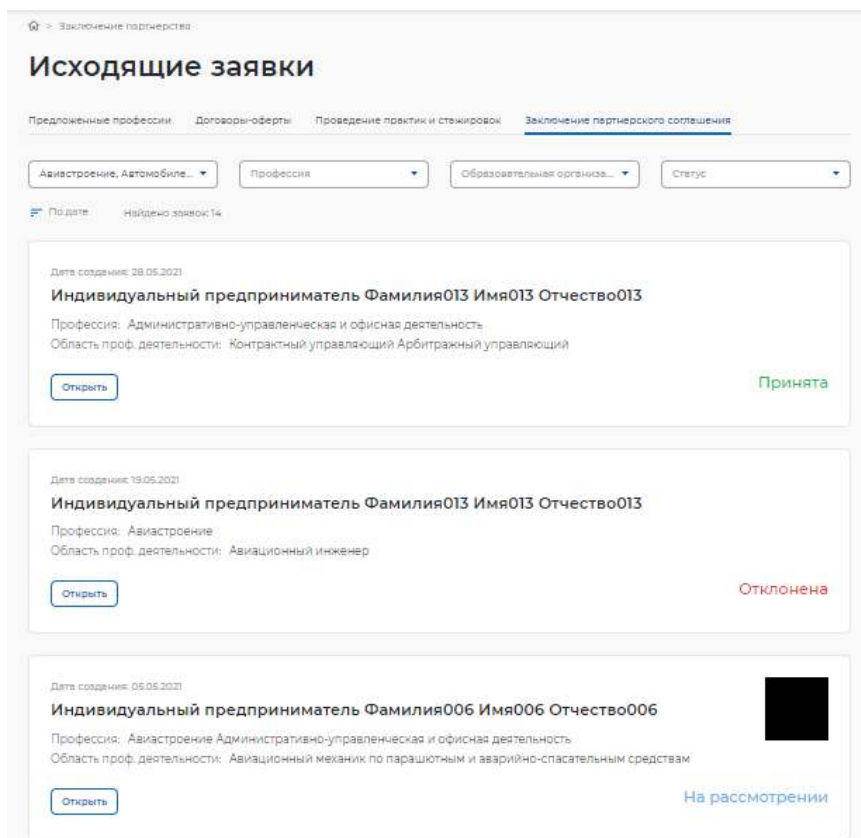 > Заключение партнерства
Исходящие заявки
Предложенные профессии Договоры-оферты Проведение практик и стажировок Заключение партнерского соглашения
Авиастроение, Автомобиле... Профессия Образовательная организа... Статус
По дате Найдено заявок: 14
Дата создания: 28.05.2021
Индивидуальный предприниматель Фамилия013 Имя013 Отчество013
Профессия: Административно-управленческая и офисная деятельность
Область проф. деятельности: Контрактный управляющий Арбитражный управляющий
Открыть Принята
Дата создания: 19.05.2021
Индивидуальный предприниматель Фамилия013 Имя013 Отчество013
Профессия: Авиастроение
Область проф. деятельности: Авиационный инженер
Открыть Отклонена
Дата создания: 05.05.2021
Индивидуальный предприниматель Фамилия006 Имя006 Отчество006
Профессия: Авиастроение Административно-управленческая и офисная деятельность
Область проф. деятельности: Авиационный механик по парашютным и аварийно-спасательным средствам
Открыть На рассмотрении